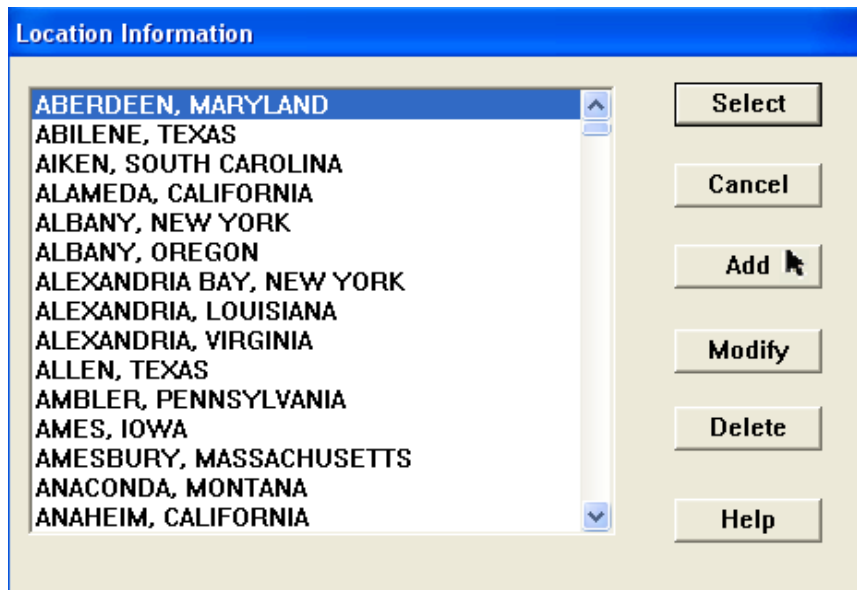 Location Information
ABERDEEN, MARYLAND
ABILENE, TEXAS
AIKEN, SOUTH CAROLINA
ALAMEDA, CALIFORNIA
ALBANY, NEW YORK
ALBANY, OREGON
ALEXANDRIA BAY, NEW YORK
ALEXANDRIA, LOUISIANA
ALEXANDRIA, VIRGINIA
ALLEN, TEXAS
AMBLER, PENNSYLVANIA
AMES, IOWA
AMESBURY, MASSACHUSETTS
ANACONDA, MONTANA
ANAHEIM, CALIFORNIA
Select
Cancel
Add
Modify
Delete
Help